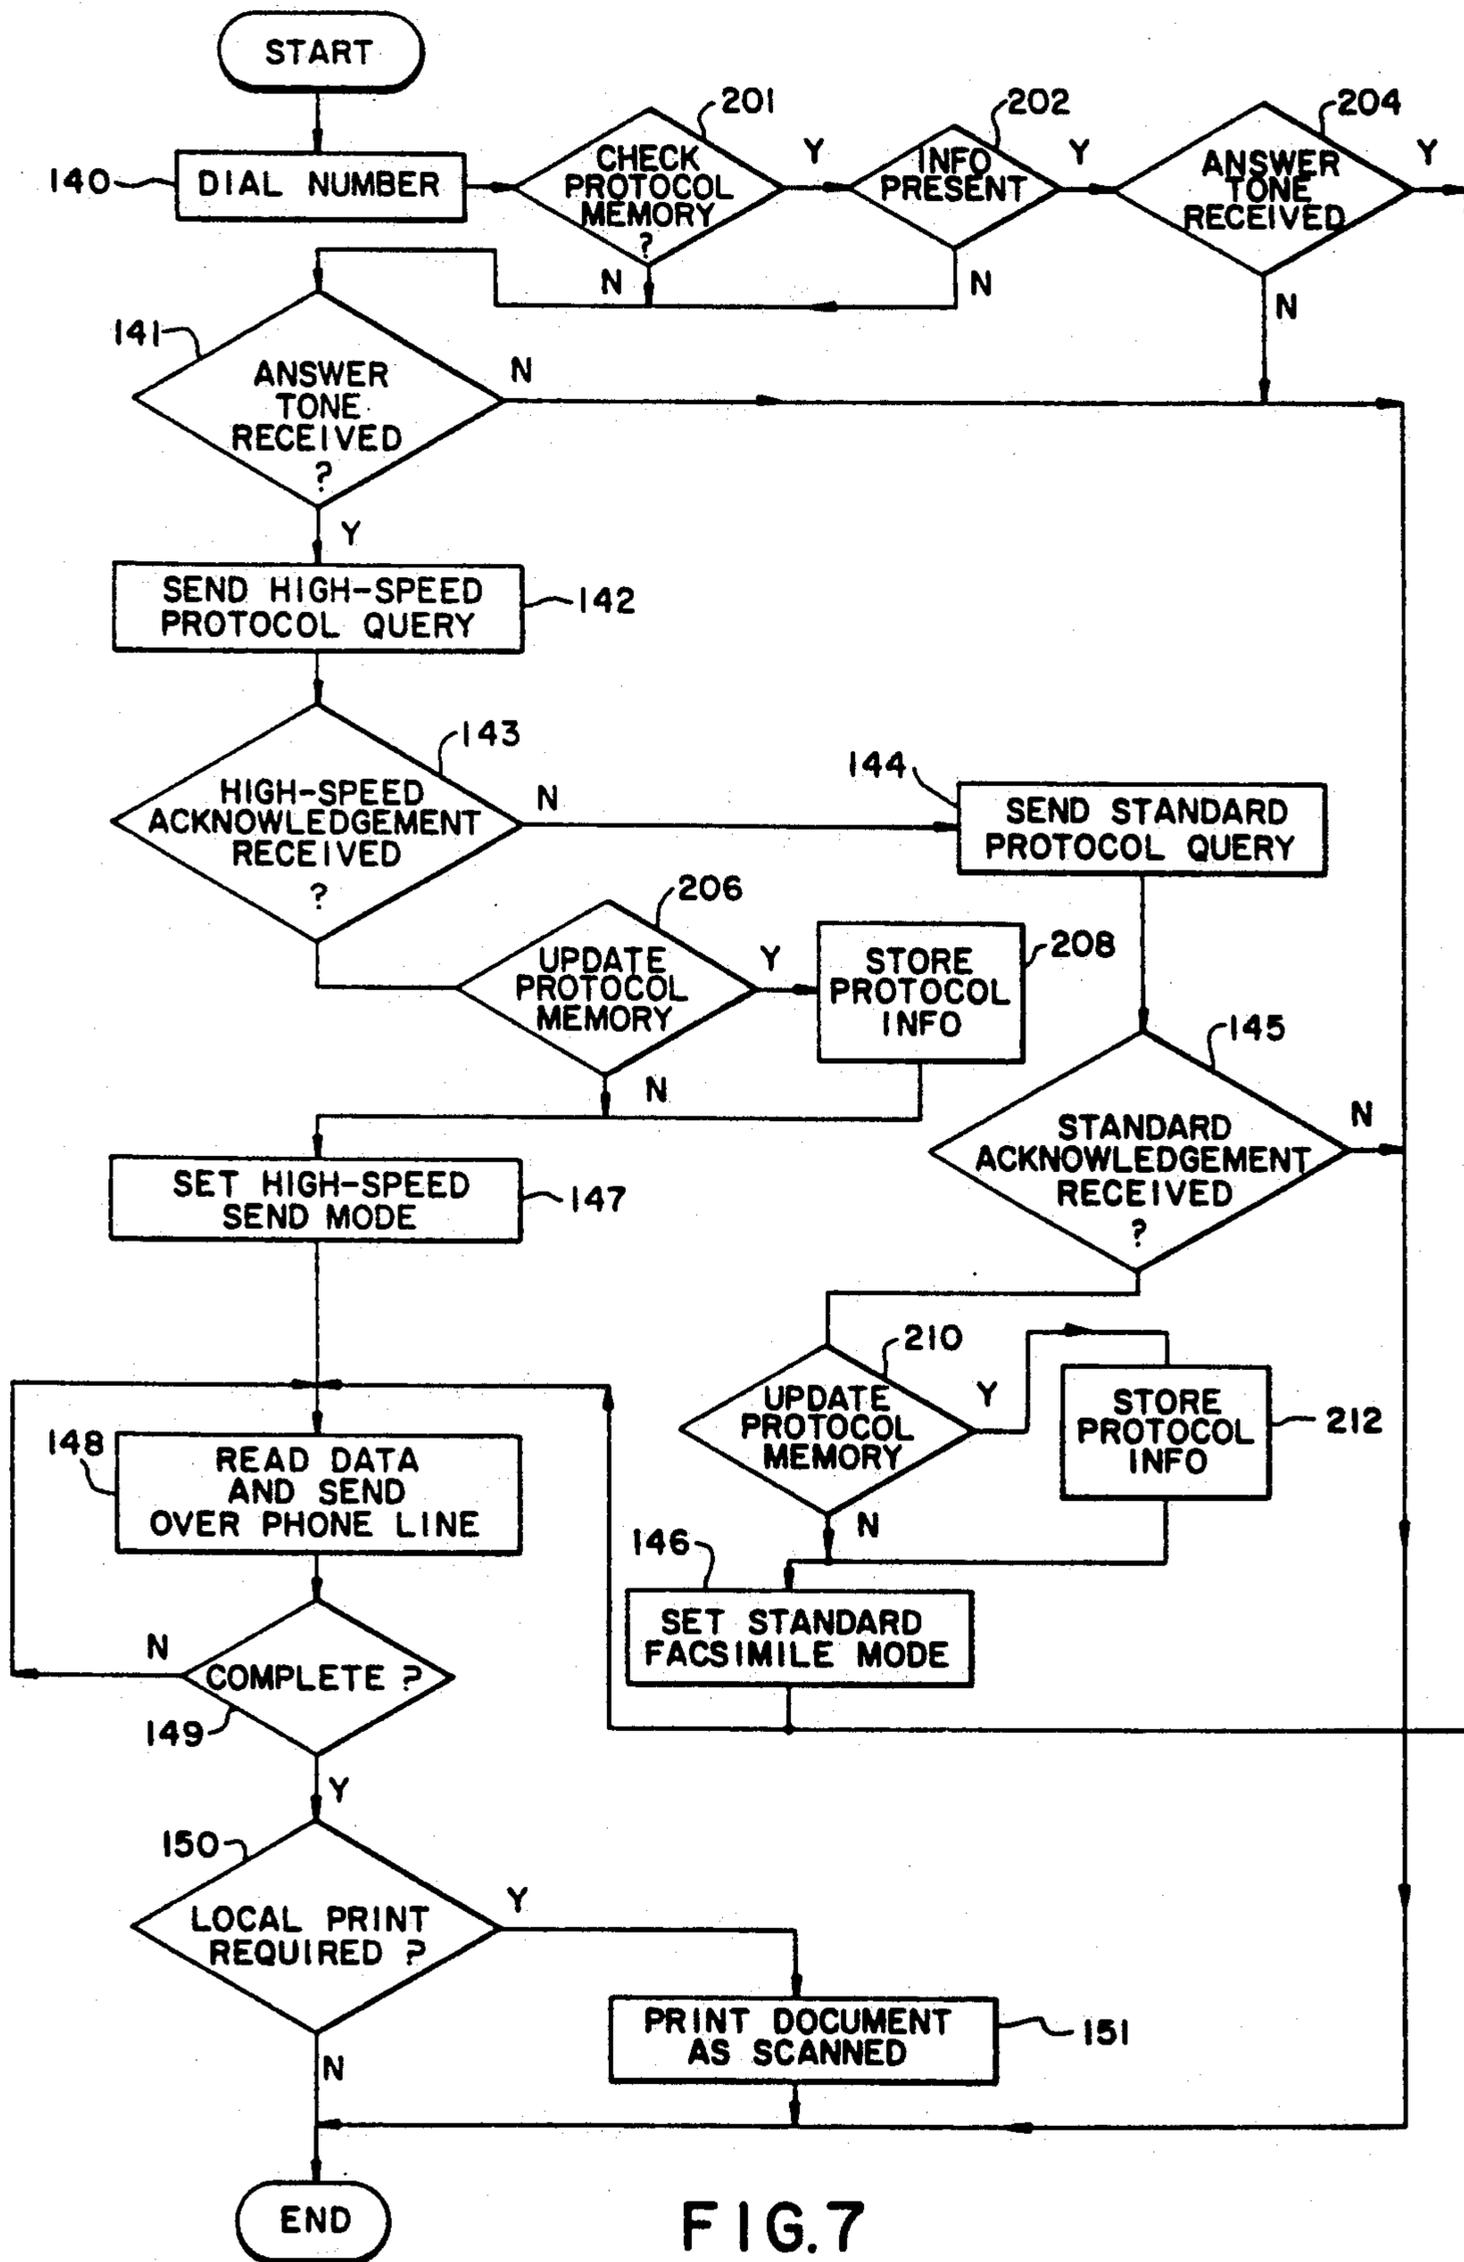 START
201
202
204
140
DIAL NUMBER
CHECK
PROTOCOL
MEMORY
?
Y
INFO
PRESENT
Y
ANSWER
TONE
RECEIVED
Y
N
N
N
141
ANSWER
TONE
RECEIVED
?
N
Y
SEND HIGH-SPEED
PROTOCOL QUERY
142
143
HIGH-SPEED
ACKNOWLEDGEMENT
RECEIVED
?
N
144
SEND STANDARD
PROTOCOL QUERY
206
UPDATE
PROTOCOL
MEMORY
Y
STORE
PROTOCOL
INFO
208
N
145
STANDARD
ACKNOWLEDGEMENT
RECEIVED
?
N
SET HIGH-SPEED
SEND MODE
147
210
UPDATE
PROTOCOL
MEMORY
Y
STORE
PROTOCOL
INFO
212
N
148
READ DATA
AND SEND
OVER PHONE LINE
146
SET STANDARD
FACSIMILE MODE
N
COMPLETE ?
149
Y
150
LOCAL PRINT
REQUIRED ?
Y
PRINT DOCUMENT
AS SCANNED
151
N
END
FIG.7